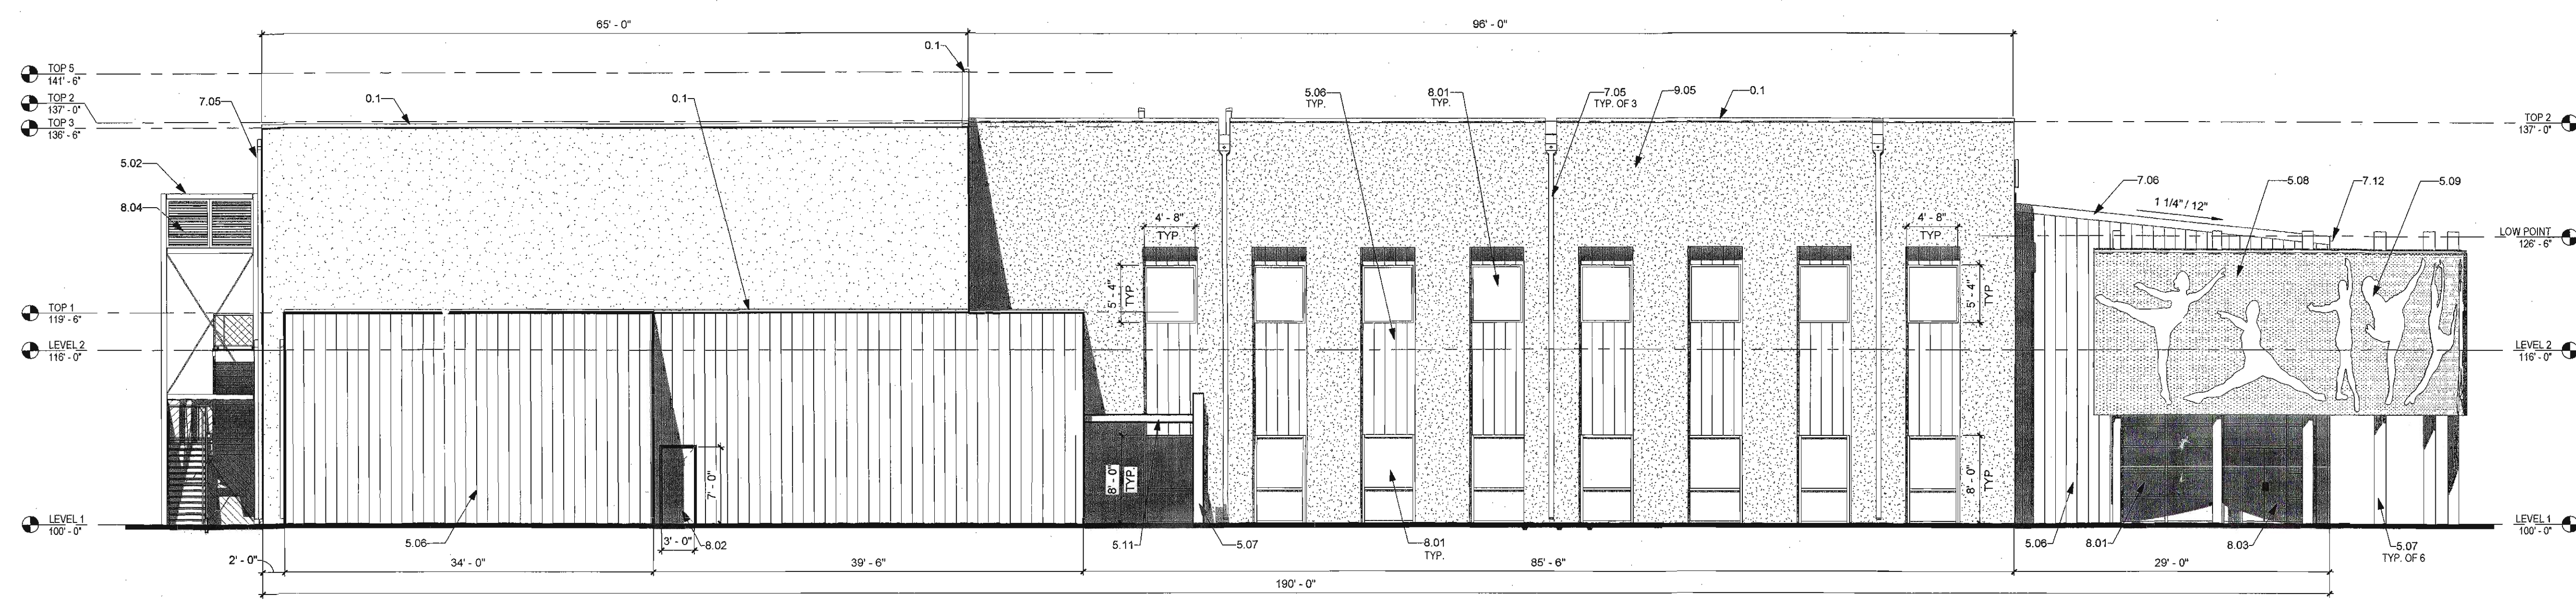 65' - 0"
96' - 0"
0.1
TOP 5
141' - 6"
TOP 2
137' - 0"
TOP 3
136' - 6"
7.05
0.1
0.1
5.06
TYP.
8.01
TYP.
7.05
TYP. OF 3
9.05
0.1
TOP 2
137' - 0"
5.02
8.04
7.06
1 1/4" / 12"
5.08
7.12
5.09
4' - 8"
TYP
4' - 8"
TYP.
LOW POINT
126' - 6"
5' - 4"
TYP.
5' - 4"
TYP.
TOP 1
119' - 6"
LEVEL 2
116' - 0"
LEVEL 2
116' - 0"
7' - 0"
8' - 0"
TYP.
8' - 0"
TYP.
LEVEL 1
100' - 0"
LEVEL 1
100' - 0"
5.06
3' - 0"
8.02
5.11
5.07
8.01
TYP.
5.06
8.01
8.03
5.07
TYP. OF 6
2' - 0"
34' - 0"
39' - 6"
85' - 6"
29' - 0"
190' - 0"